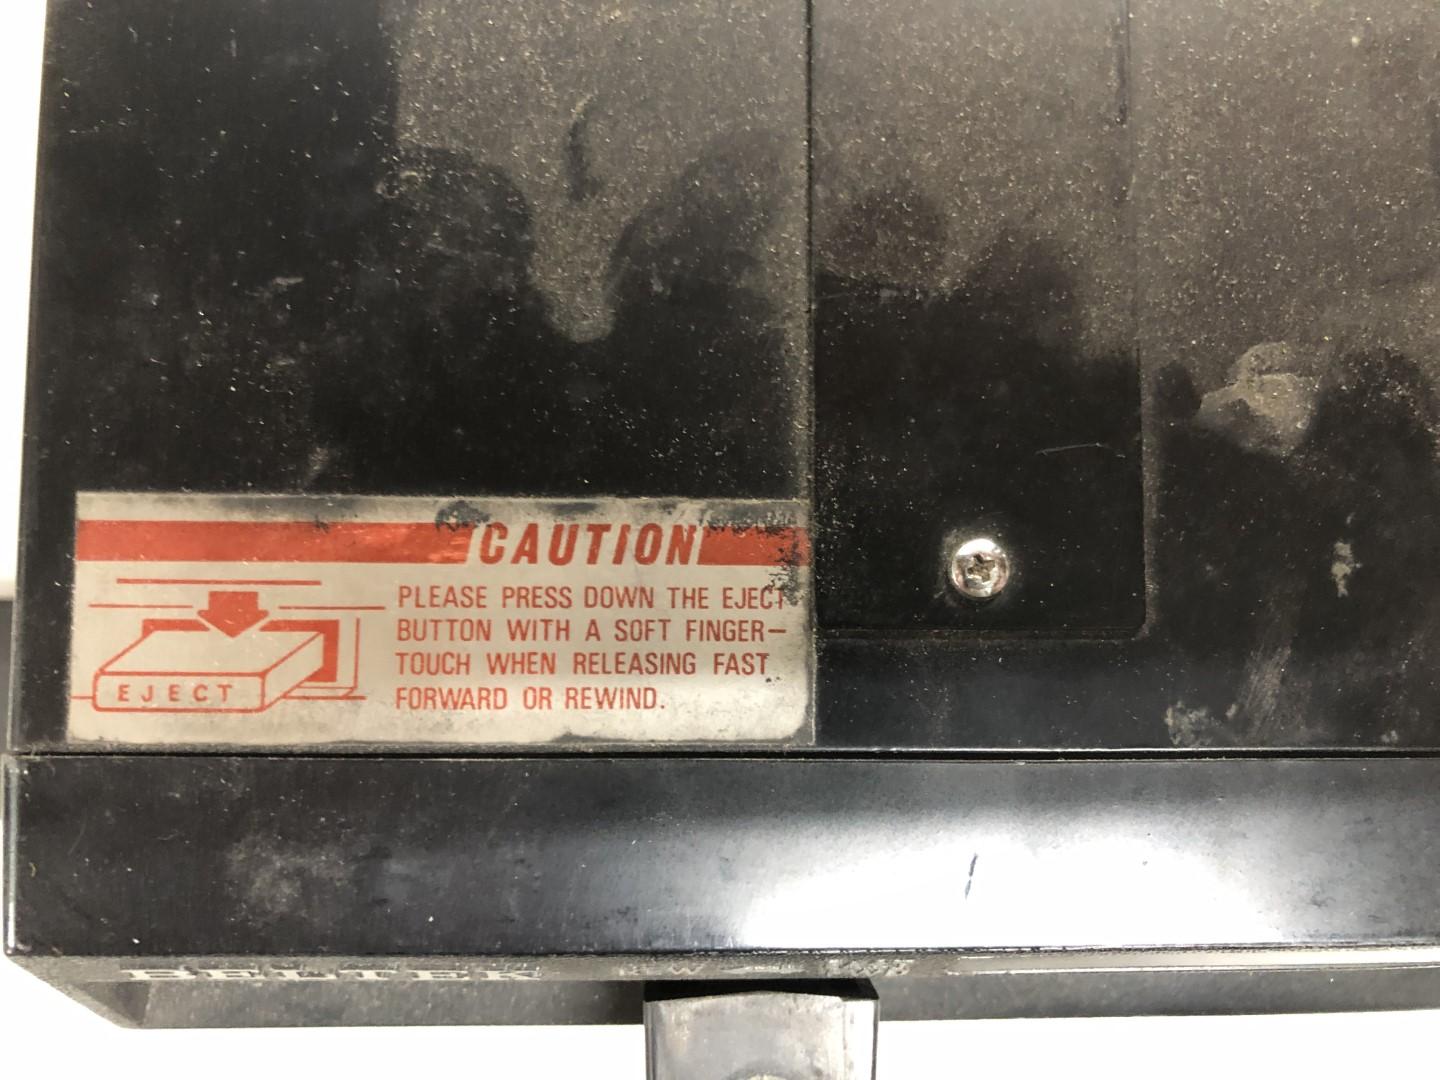 CAUTION
PLEASE PRESS DOWN THE EJECT
BUTTON WITH A SOFT FINGER–
TOUCH WHEN RELEASING FAST
FORWARD OR REWIND.
EJECT
BELTEK